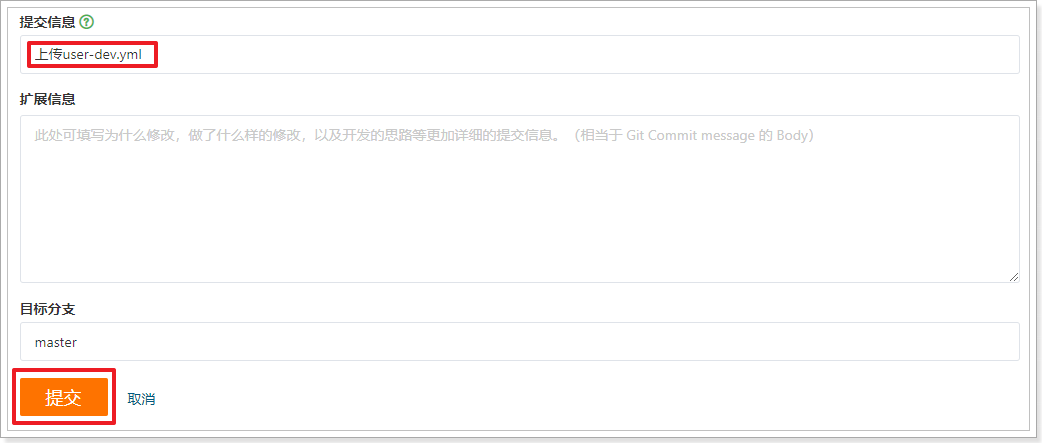 提交信息 ?
上传user-dev.yml
扩展信息
此处可填写为什么修改，做了什么样的修改，以及开发的思路等更加详细的提交信息。（相当于 Git Commit message 的 Body）
目标分支
master
提交 取消